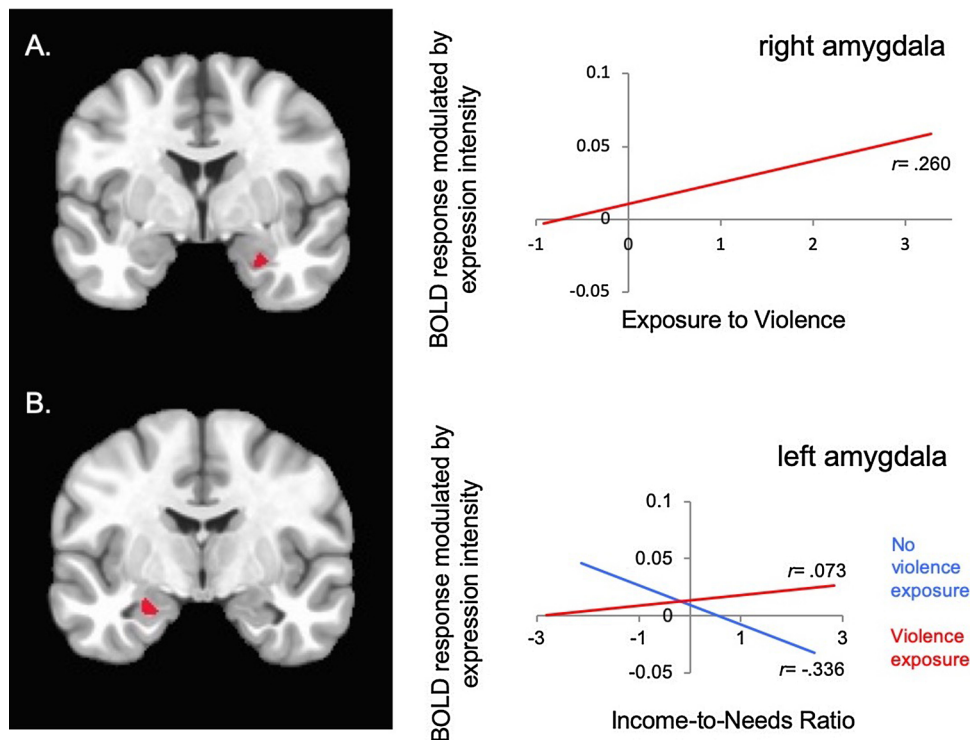 A.
right amygdala
BOLD response modulated by
expression intensity
0.1
0.05
0
-0.05
-1
0
1
2
3
r= .260
Exposure to Violence
B.
left amygdala
BOLD response modulated by
expression intensity
0.1
0.05
0
-0.05
-3
-1
1
3
r= .073
r= -.336
No
violence
exposure
Violence
exposure
Income-to-Needs Ratio